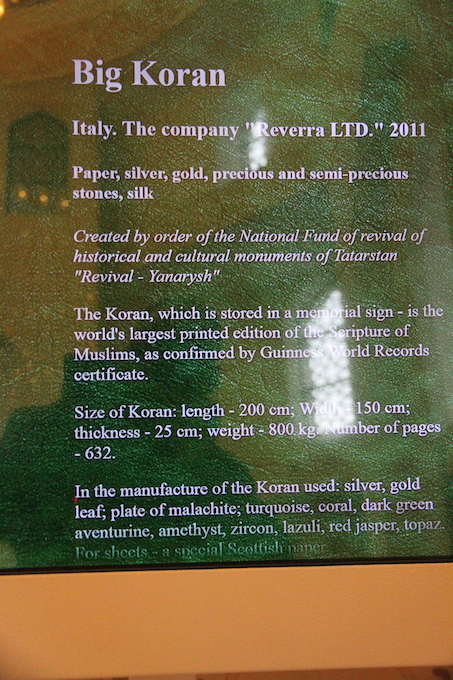 Big Koran
Italy. The company "Reverra LTD." 2011
Paper, silver, gold, precious and semi-precious
stones, silk
Created by order of the National Fund of revival of
historical and cultural monuments of Tatarstan
"Revival - Yanarysh"
The Koran, which is stored in a memorial sign - is the
world's largest printed edition of the Scripture of
Muslims, as confirmed by Guinness World Records
certificate.
Size of Koran: length - 200 cm; Width - 150 cm;
thickness - 25 cm; weight - 800 kg. Number of pages
- 632.
In the manufacture of the Koran used: silver, gold
leaf; plate of malachite; turquoise, coral, dark green
aventurine, amethyst, zircon, lazuli, red jasper, topaz.
For sheets - a special Scottish paper